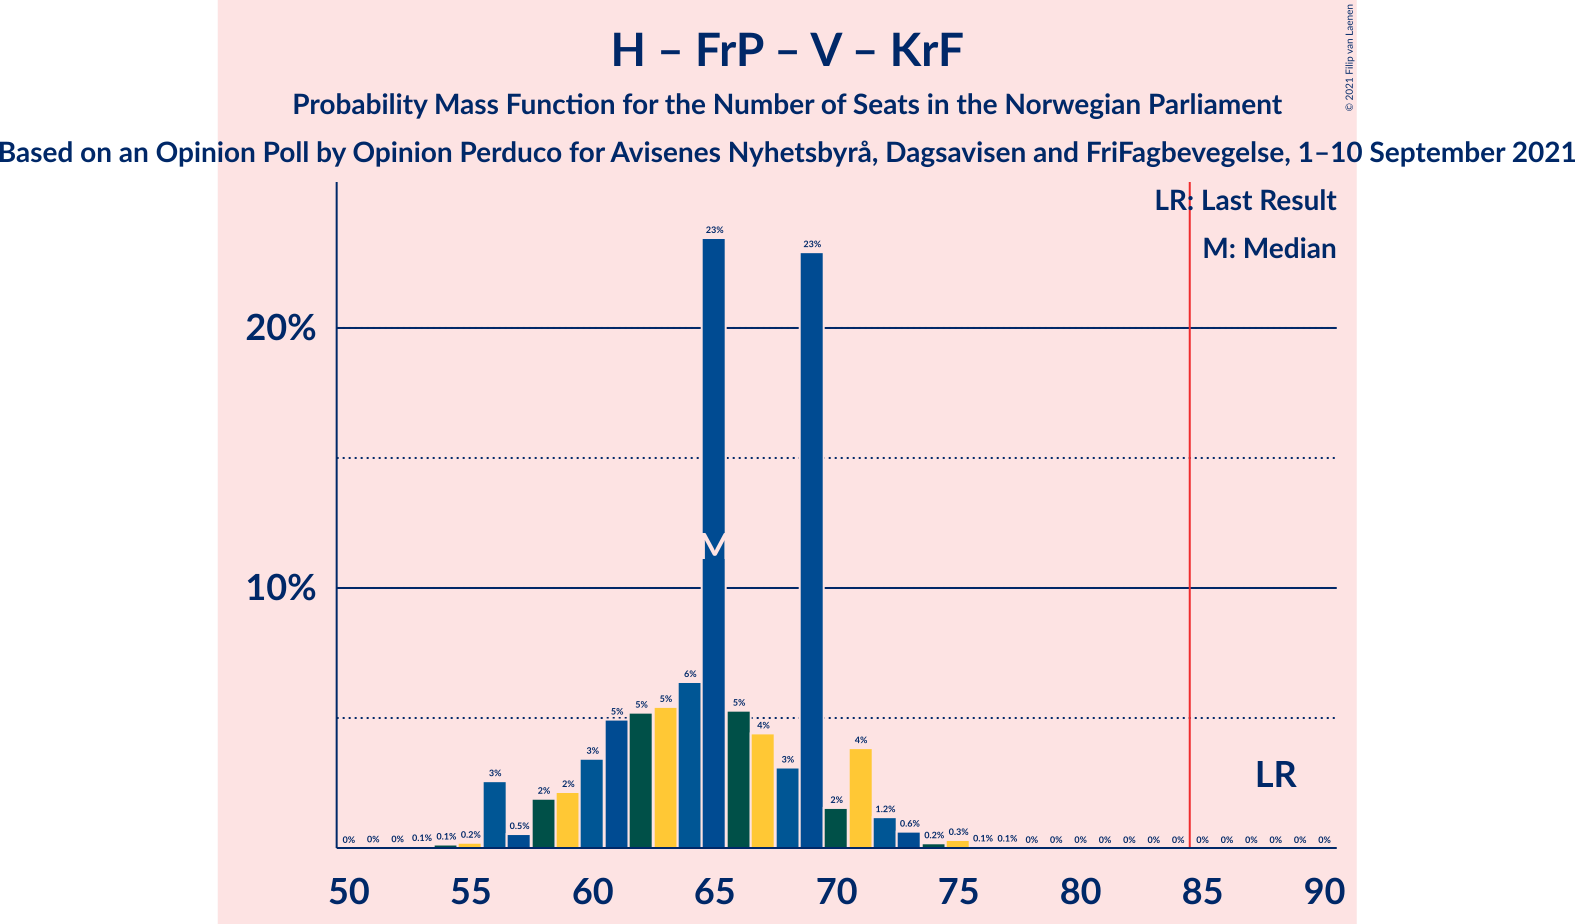 H – FrP – V – KrF
Probability Mass Function for the Number of Seats in the Norwegian Parliament
Based on an Opinion Poll by Opinion Perduco for Avisenes Nyhetsbyrå, Dagsavisen and FriFagbevegelse, 1–10 September 2021
© 2021 Filip van Laenen
LR: Last Result
M: Median
23% 23%
20%
M
10%
6%
5% 5% 5% 5%
4% 4%
3% 3% 3%
LR
2% 2% 2%
1.2%
0.5% 0.6%
0% 0% 0% 0.1% 0.1% 0.2% 0.2% 0.3% 0.1% 0.1% 0% 0% 0% 0% 0% 0% 0% 0% 0% 0% 0% 0% 0%
50 55 60 65 70 75 80 85 90